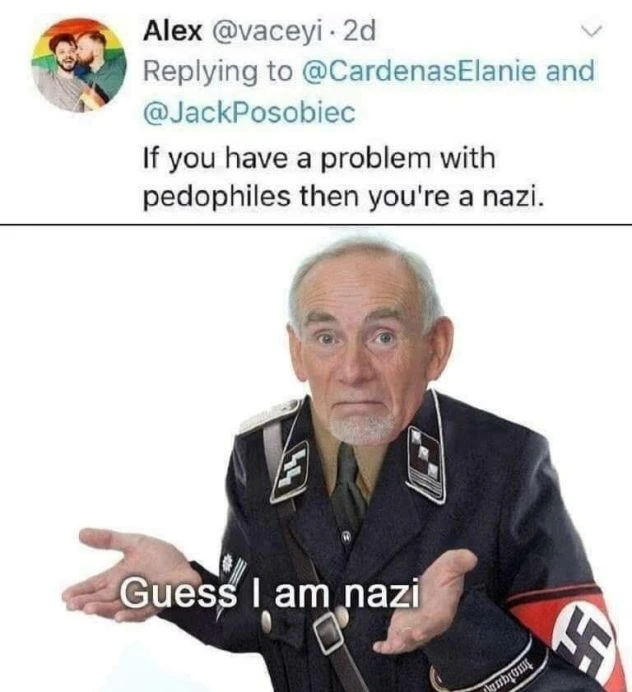 Alex @vaceyi · 2d
Replying to @CardenasElanie and
@JackPosobiec
If you have a problem with
pedophiles then you're a nazi.
Guess I am nazi